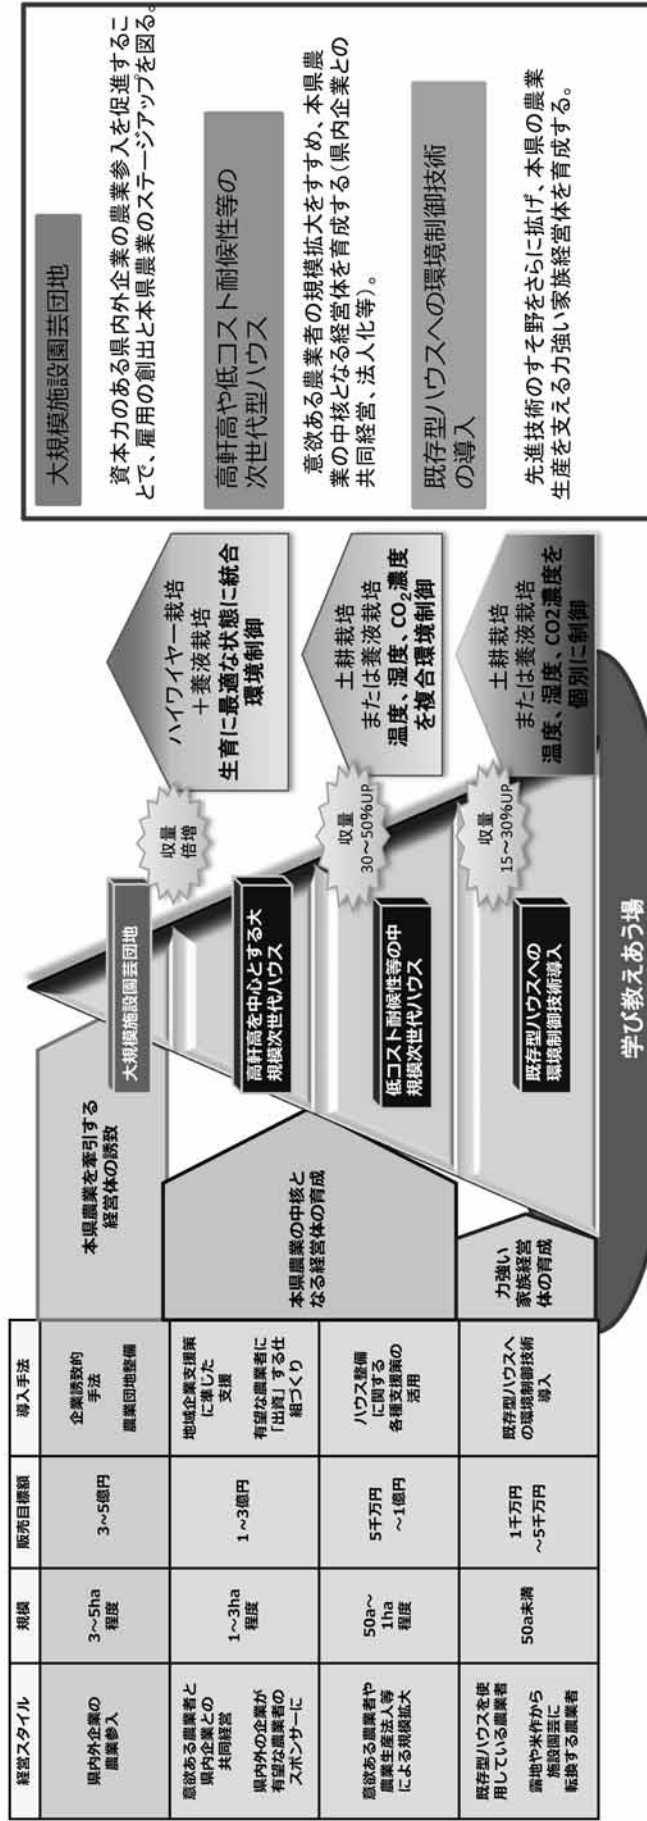 経営スタイル
規模
販売目標額
導入手法
県内外企業の
農業参入
3～5ha
程度
3～5億円
企業誘致的
手法
農業団地整備
意欲ある農業者と
県内企業との
共同経営
県内外の企業が
有望な農業者の
スポンサーに
1～3ha
程度
1～3億円
地域企業支援策
に準じた
支援
有望な農業者に
「出資」する仕
組づくり
意欲ある農業者や
農業生産法人等
による規模拡大
50a～
1ha
程度
5千万円
～1億円
ハウス整備
に関する
各種支援策の
活用
既存型ハウスを使
用している農業者
露地や米作から
施設園芸に
転換する農業者
50a未満
1千万円
～5千万円
既存型ハウスへ
の環境制御技術
導入
本県農業を牽引する
経営体の誘致
本県農業の中核と
なる経営体の育成
力強い
家族経営
体の育成
大規模施設園芸団地
高軒高を中心とする大
規模次世代ハウス
低コスト耐候性等の中
規模次世代ハウス
既存型ハウスへの
環境制御技術導入
学び教えあう場
収量
倍増
収量
30～50%UP
収量
15～30%UP
ハイワイヤー栽培
＋養液栽培
生育に最適な状態に統合
環境制御
土耕栽培
または養液栽培
温度、湿度、CO₂濃度
を複合環境制御
土耕栽培
または養液栽培
温度、湿度、CO2濃度を
個別に制御
大規模施設園芸団地
資本力のある県内外企業の農業参入を促進するこ
とで、雇用の創出と本県農業のステージアップを図る。
高軒高や低コスト耐候性等の
次世代型ハウス
意欲ある農業者の規模拡大をすすめ、本県農
業の中核となる経営体を育成する(県内企業との
共同経営、法人化等)。
既存型ハウスへの環境制御技術
の導入
先進技術のすそ野をさらに拡げ、本県の農業
生産を支える力強い家族経営体を育成する。